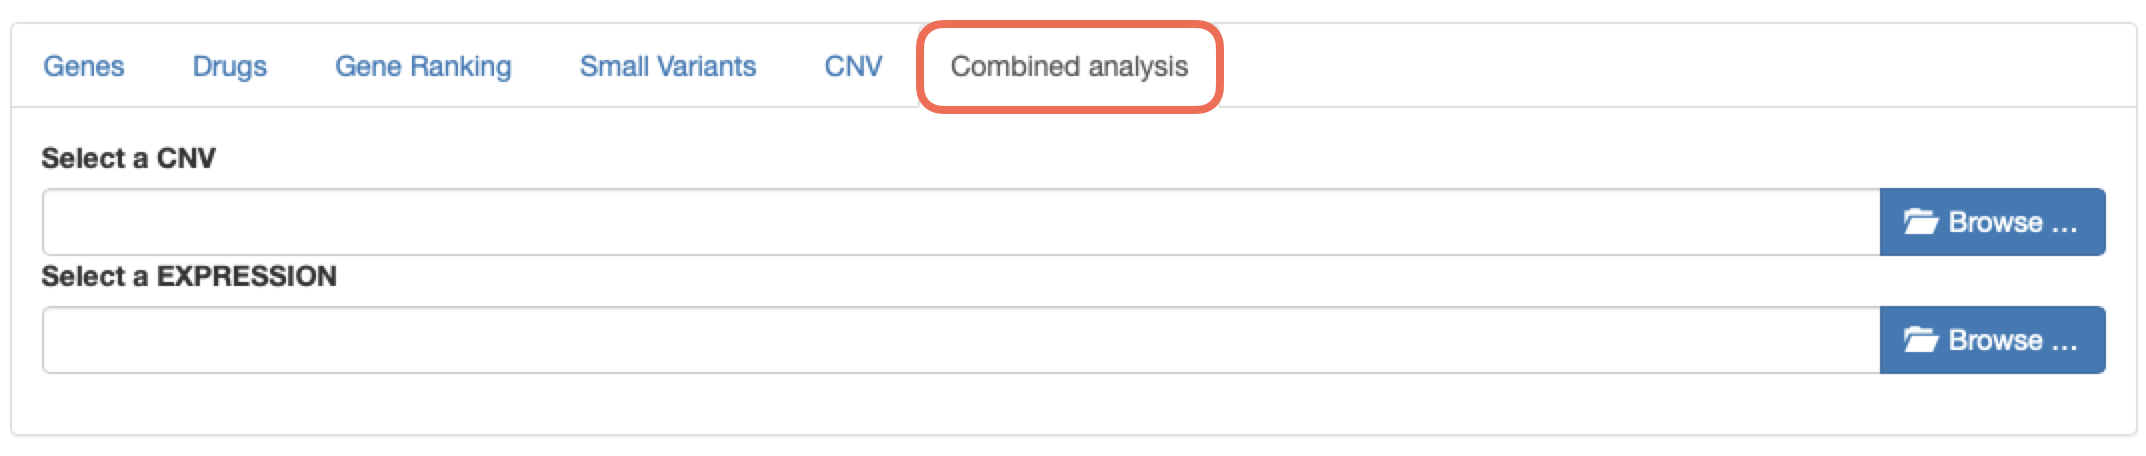 Genes Drugs Gene Ranking Small Variants CNV Combined analysis
Select a CNV
Browse ...
Select a EXPRESSION
Browse ...